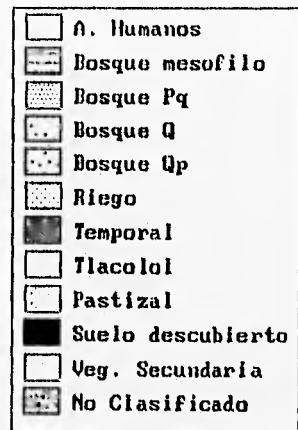 A. Humanos
Bosque mesofilo
Bosque Pq
Bosque Q
Bosque Qp
Riego
Temporal
Tlacolol
Pastizal
Suelo descubierto
Veg. Secundaria
No Clasificado